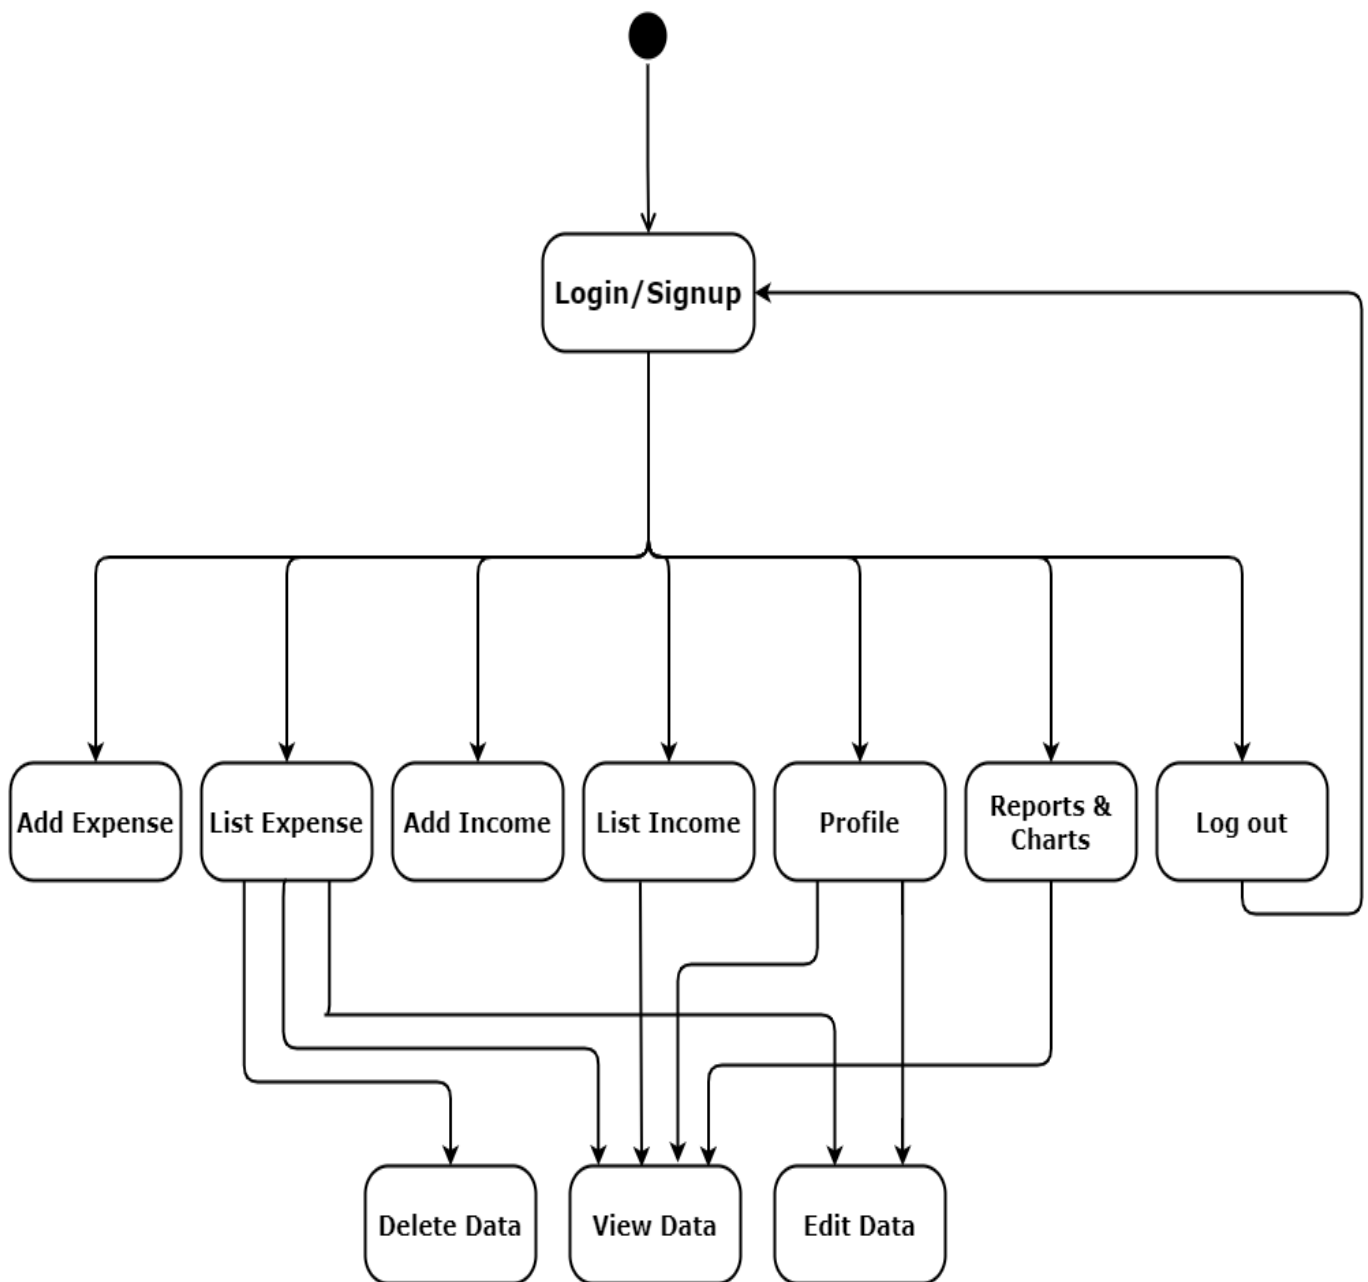 Login/Signup
Add Expense
List Expense
Add Income
List Income
Profile
Reports &
Charts
Log out
Delete Data
View Data
Edit Data